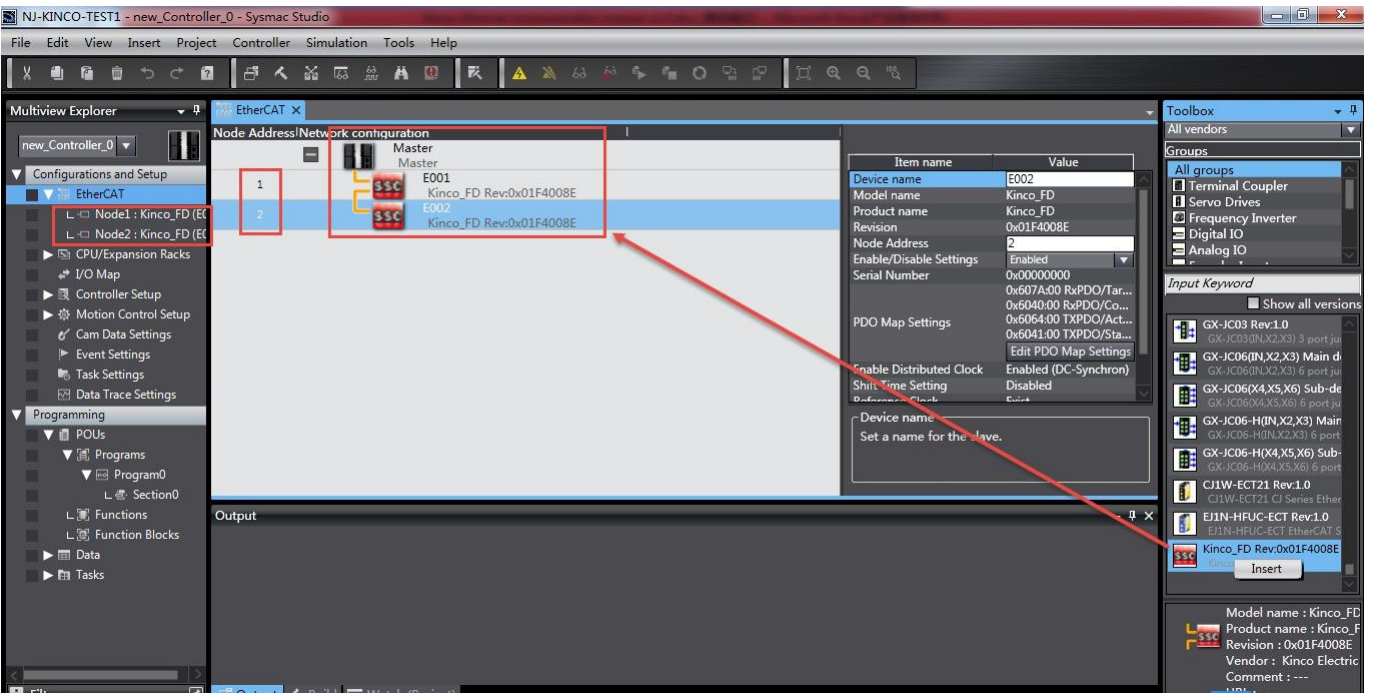 NJ-KINCO-TEST1 - new_Controller_0 - Sysmac Studio
File Edit View Insert Project Controller Simulation Tools Help
Multiview Explorer
new_Controller_0
Configurations and Setup
EtherCAT
Node1 : Kinco_FD (E0
Node2 : Kinco_FD (E0
CPU/Expansion Racks
I/O Map
Controller Setup
Motion Control Setup
Cam Data Settings
Event Settings
Task Settings
Data Trace Settings
Programming
POUs
Programs
Program0
Section0
Functions
Function Blocks
Data
Tasks
EtherCAT
Node Address Network configuration
Master
Master
1
E001
Kinco_FD Rev:0x01F4008E
2
E002
Kinco_FD Rev:0x01F4008E
SSC
SSC
Item name Value
Device name E002
Model name Kinco_FD
Product name Kinco_FD
Revision 0x01F4008E
Node Address 2
Enable/Disable Settings Enabled
Serial Number 0x00000000
PDO Map Settings
0x607A:00 RxPDO/Tar...
0x6040:00 RxPDO/Co...
0x6064:00 TXPDO/Act...
0x6041:00 TXPDO/Sta...
Edit PDO Map Settings
Enable Distributed Clock Enabled (DC-Synchron)
Shift Time Setting Disabled
Reference Clock Exist
Device name
Set a name for the slave.
Output
Output Build Watch (Project)
Toolbox
All vendors
Groups
All groups
Terminal Coupler
Servo Drives
Frequency Inverter
Digital IO
Analog IO
Input Keyword
Show all versions
GX-JC03 Rev:1.0
GX-JC03(IN,X2,X3) 3 port ju
GX-JC06(IN,X2,X3) Main d
GX-JC06(IN,X2,X3) 6 port ju
GX-JC06(X4,X5,X6) Sub-de
GX-JC06(X4,X5,X6) 6 port ju
GX-JC06-H(IN,X2,X3) Main
GX-JC06-H(IN,X2,X3) 6 port
GX-JC06-H(X4,X5,X6) Sub-
GX-JC06-H(X4,X5,X6) 6 port
CJ1W-ECT21 Rev:1.0
CJ1W-ECT21 CJ Series Ether
EJ1N-HFUC-ECT Rev:1.0
EJ1N-HFUC-ECT EtherCAT S
SSC
Kinco_FD Rev:0x01F4008E
Insert
SSC
Model name : Kinco_FD
Product name : Kinco_F
Revision : 0x01F4008E
Vendor : Kinco Electric
Comment : ---